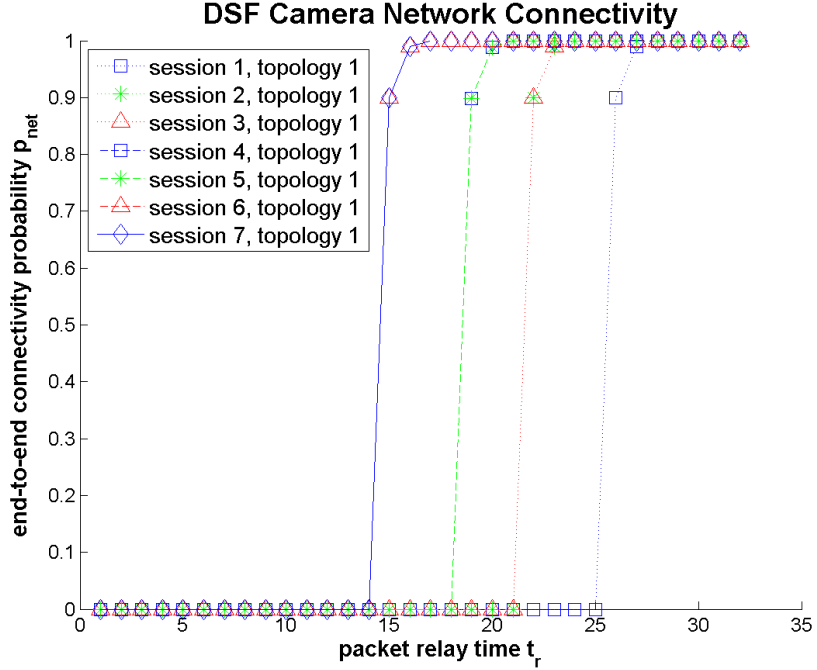 DSF Camera Network Connectivity
end-to-end connectivity probability p_net
1
0.9
0.8
0.7
0.6
0.5
0.4
0.3
0.2
0.1
0
session 1, topology 1
session 2, topology 1
session 3, topology 1
session 4, topology 1
session 5, topology 1
session 6, topology 1
session 7, topology 1
0 5 10 15 20 25 30 35
packet relay time t_r